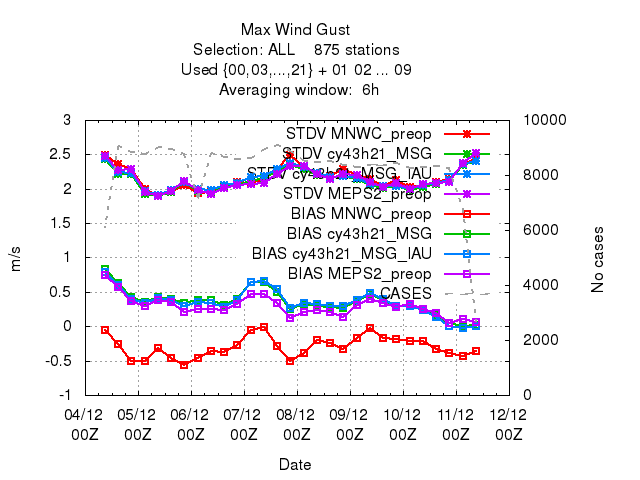 Max Wind Gust
Selection: ALL 875 stations
Used {00,03,...,21} + 01 02 ... 09
Averaging window: 6h
3
2.5
2
1.5
1
0.5
0
-0.5
-1
m/s
10000
8000
6000
4000
2000
0
No cases
STDV MNWC_preop
STDV cy43h21_MSG
STDV cy43h21_MSG_IAU
STDV MEPS2_preop
BIAS MNWC_preop
BIAS cy43h21_MSG
BIAS cy43h21_MSG_IAU
BIAS MEPS2_preop
CASES
04/12 05/12 06/12 07/12 08/12 09/12 10/12 11/12 12/12
00Z 00Z 00Z 00Z 00Z 00Z 00Z 00Z 00Z
Date